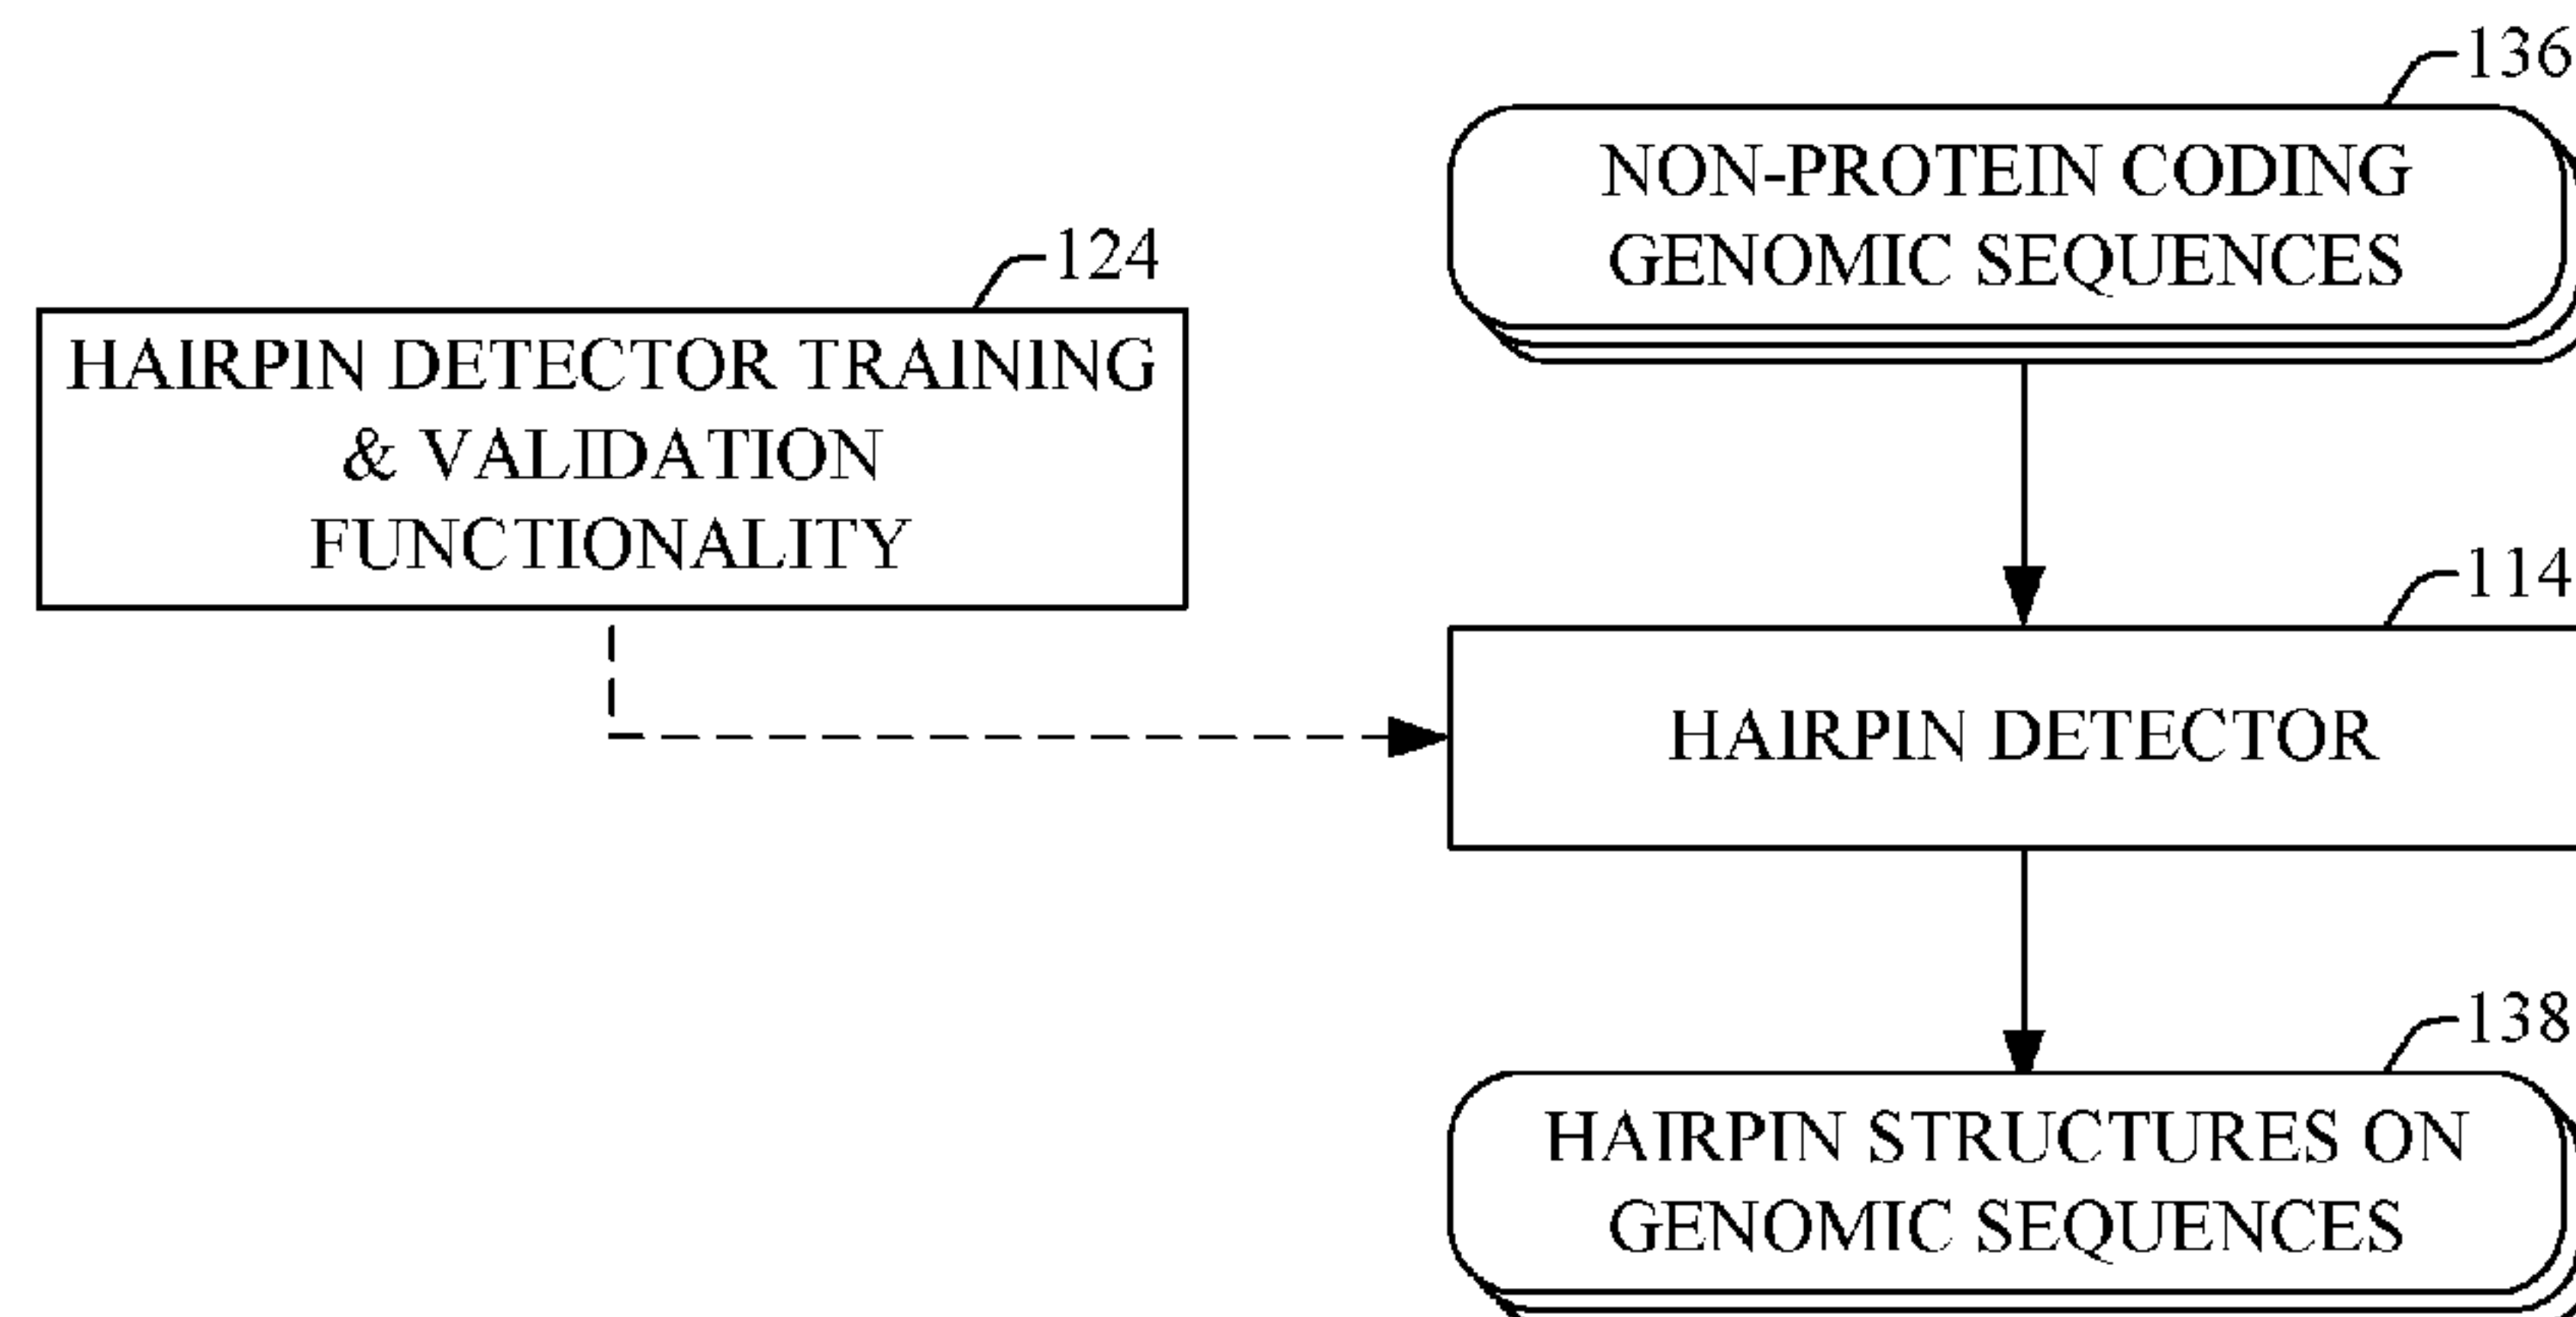 136
NON-PROTEIN CODING
GENOMIC SEQUENCES
124
HAIRPIN DETECTOR TRAINING
& VALIDATION
FUNCTIONALITY
114
HAIRPIN DETECTOR
138
HAIRPIN STRUCTURES ON
GENOMIC SEQUENCES